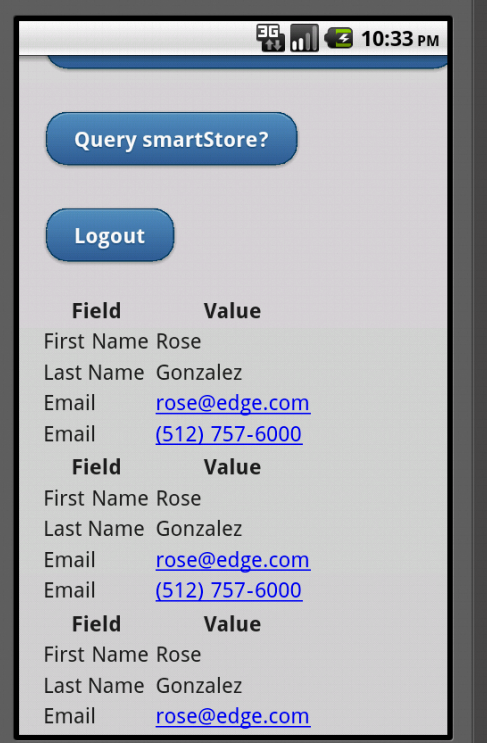 3G 10:33 PM
Query smartStore?
Logout
Field Value
First Name Rose
Last Name Gonzalez
Email rose@edge.com
Email (512) 757-6000
Field Value
First Name Rose
Last Name Gonzalez
Email rose@edge.com
Email (512) 757-6000
Field Value
First Name Rose
Last Name Gonzalez
Email rose@edge.com